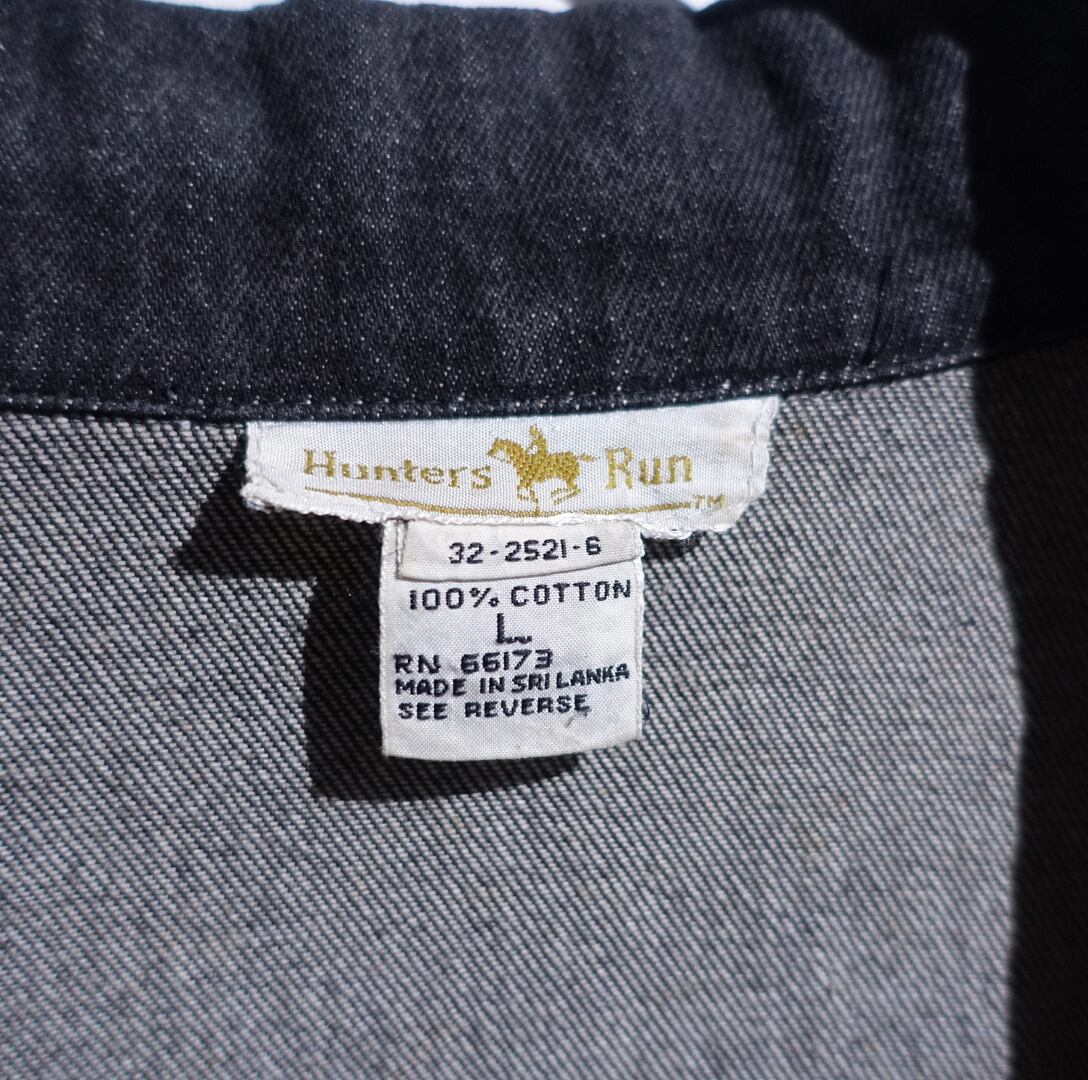 Hunters Run
TM
32-2521-6
100% COTTON
L
RN 66173
MADE IN SRI LANKA
SEE REVERSE